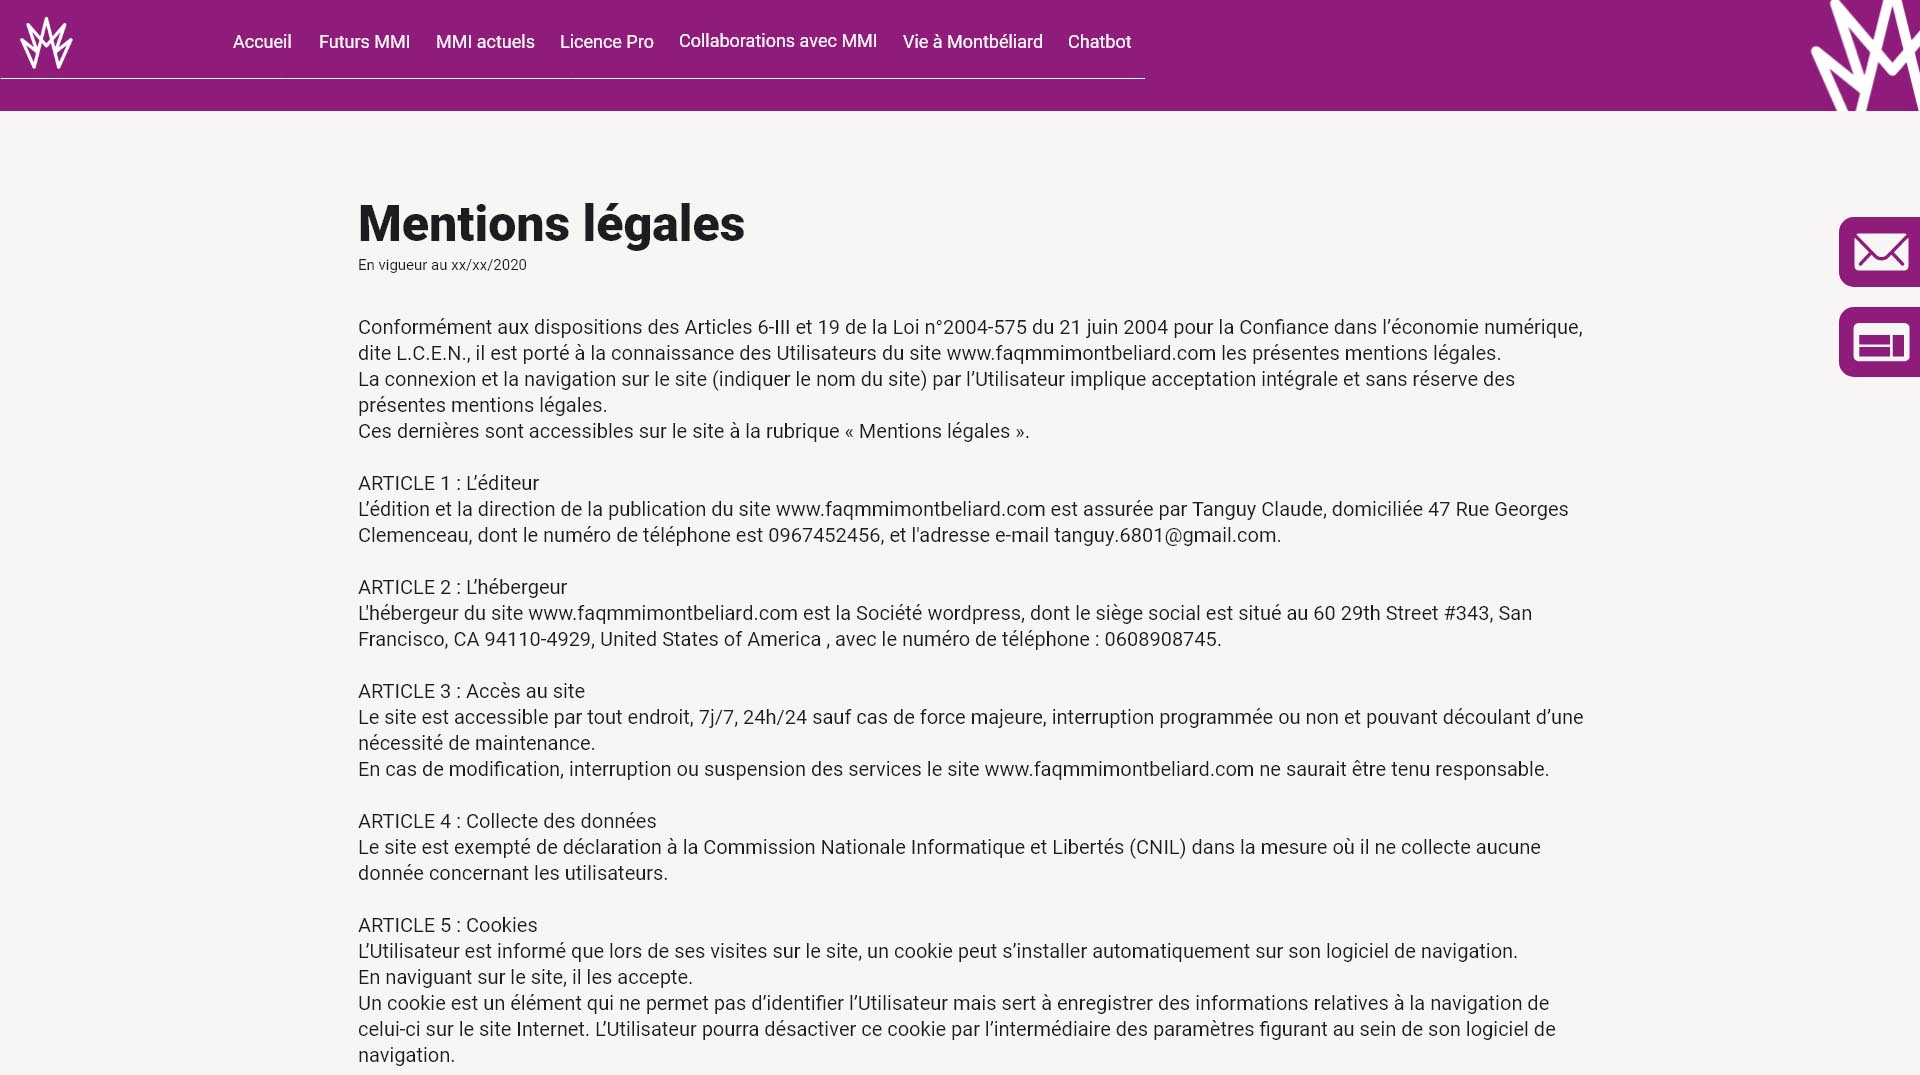 Accueil Futurs MMI MMI actuels Licence Pro Collaborations avec MMI Vie à Montbéliard Chatbot
Mentions légales
En vigueur au xx/xx/2020
Conformément aux dispositions des Articles 6-III et 19 de la Loi n°2004-575 du 21 juin 2004 pour la Confiance dans l’économie numérique,
dite L.C.E.N., il est porté à la connaissance des Utilisateurs du site www.faqmmimontbeliard.com les présentes mentions légales.
La connexion et la navigation sur le site (indiquer le nom du site) par l’Utilisateur implique acceptation intégrale et sans réserve des
présentes mentions légales.
Ces dernières sont accessibles sur le site à la rubrique « Mentions légales ».
ARTICLE 1 : L’éditeur
L’édition et la direction de la publication du site www.faqmmimontbeliard.com est assurée par Tanguy Claude, domiciliée 47 Rue Georges
Clemenceau, dont le numéro de téléphone est 0967452456, et l'adresse e-mail tanguy.6801@gmail.com.
ARTICLE 2 : L’hébergeur
L'hébergeur du site www.faqmmimontbeliard.com est la Société wordpress, dont le siège social est situé au 60 29th Street #343, San
Francisco, CA 94110-4929, United States of America , avec le numéro de téléphone : 0608908745.
ARTICLE 3 : Accès au site
Le site est accessible par tout endroit, 7j/7, 24h/24 sauf cas de force majeure, interruption programmée ou non et pouvant découlant d’une
nécessité de maintenance.
En cas de modification, interruption ou suspension des services le site www.faqmmimontbeliard.com ne saurait être tenu responsable.
ARTICLE 4 : Collecte des données
Le site est exempté de déclaration à la Commission Nationale Informatique et Libertés (CNIL) dans la mesure où il ne collecte aucune
donnée concernant les utilisateurs.
ARTICLE 5 : Cookies
L’Utilisateur est informé que lors de ses visites sur le site, un cookie peut s’installer automatiquement sur son logiciel de navigation.
En naviguant sur le site, il les accepte.
Un cookie est un élément qui ne permet pas d’identifier l’Utilisateur mais sert à enregistrer des informations relatives à la navigation de
celui-ci sur le site Internet. L’Utilisateur pourra désactiver ce cookie par l’intermédiaire des paramètres figurant au sein de son logiciel de
navigation.